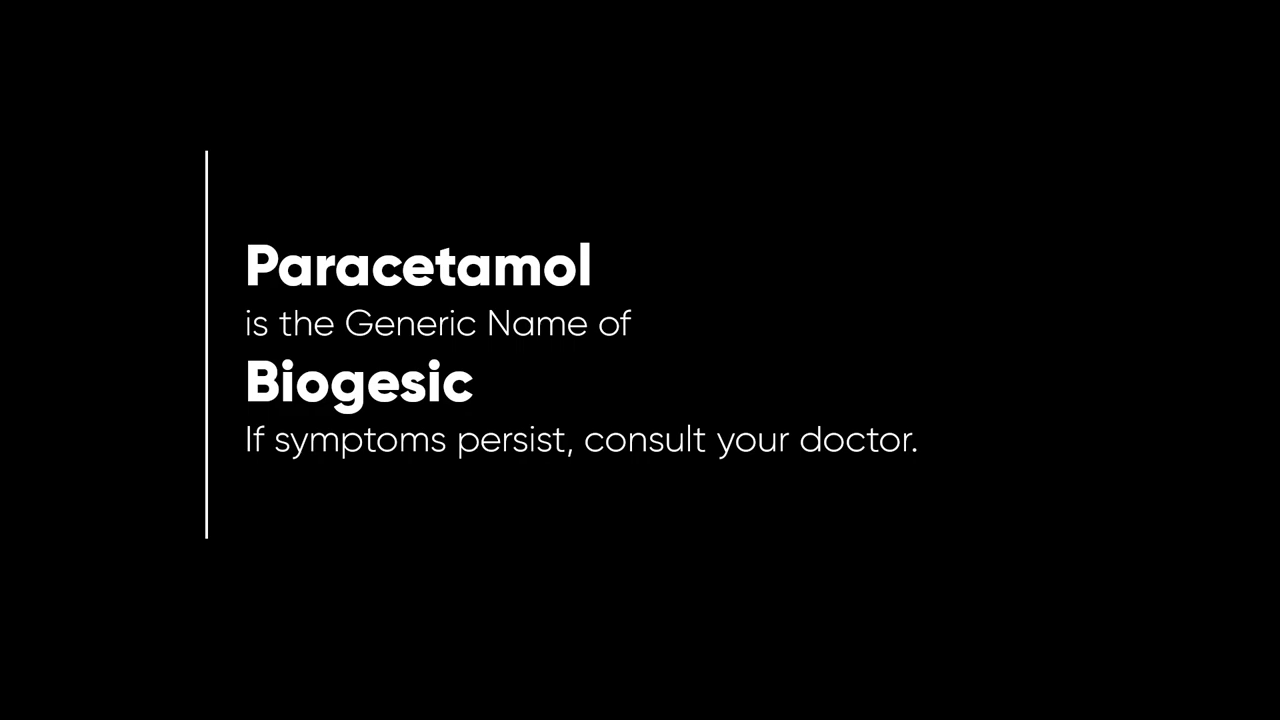 Paracetamol
is the Generic Name of
Biogesic
If symptoms persist, consult your doctor.